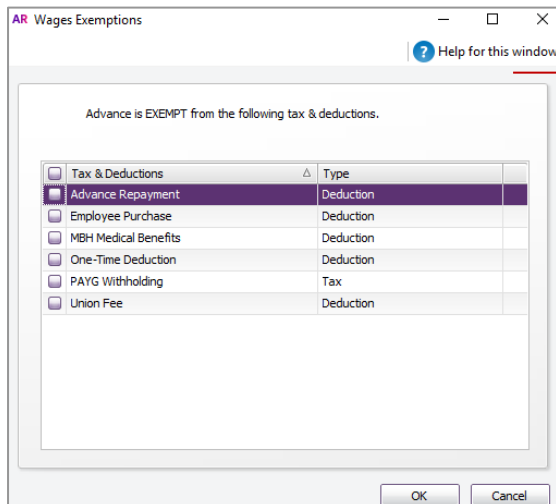 AR Wages Exemptions
? Help for this window
Advance is EXEMPT from the following tax & deductions.
Tax & Deductions Type
Advance Repayment Deduction
Employee Purchase Deduction
MBH Medical Benefits Deduction
One-Time Deduction Deduction
PAYG Withholding Tax
Union Fee Deduction
OK Cancel